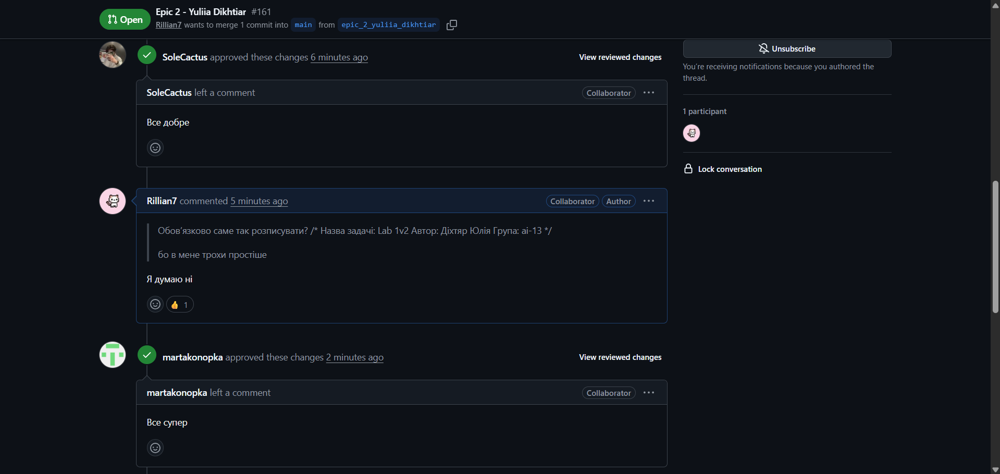 Open
Epic 2 - Yuliia Dikhtiar #161
Rillian7 wants to merge 1 commit into main from epic_2_yuliia_dikhtiar
SoleCactus approved these changes 6 minutes ago
View reviewed changes
SoleCactus left a comment
Collaborator
Все добре
Rillian7 commented 5 minutes ago
Collaborator
Author
Обов’язково саме так розписувати? /* Назва задачі: Lab 1v2 Автор: Діхтяр Юлія Група: аі-13 */
бо в мене трохи простіше
Я думаю ні
👍 1
martakonopka approved these changes 2 minutes ago
View reviewed changes
martakonopka left a comment
Collaborator
Все супер
Unsubscribe
You’re receiving notifications because you authored the
thread.
1 participant
Lock conversation